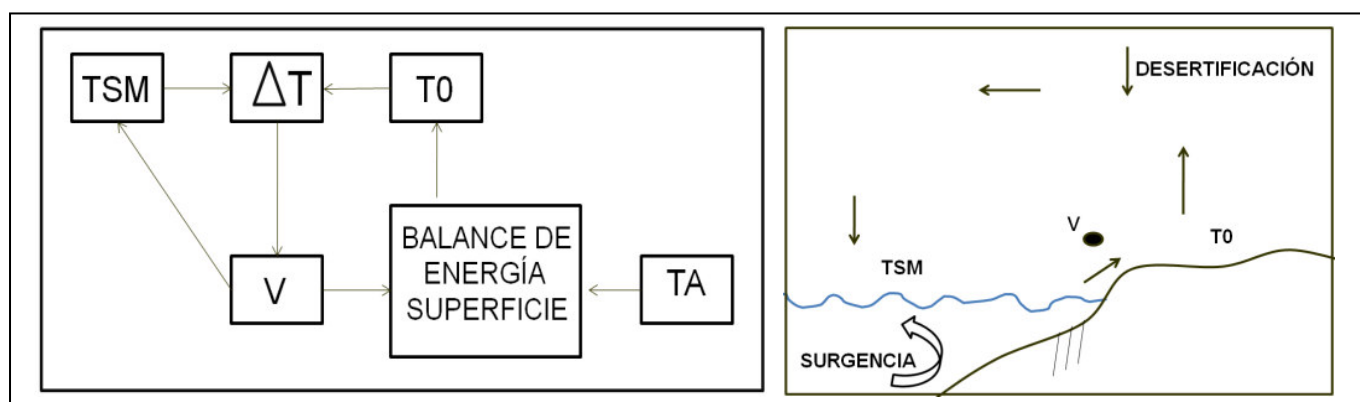 TSM
ΔT
T0
V
BALANCE DE
ENERGÍA
SUPERFICIE
TA
DESERTIFICACIÓN
V
T0
TSM
SURGENCIA